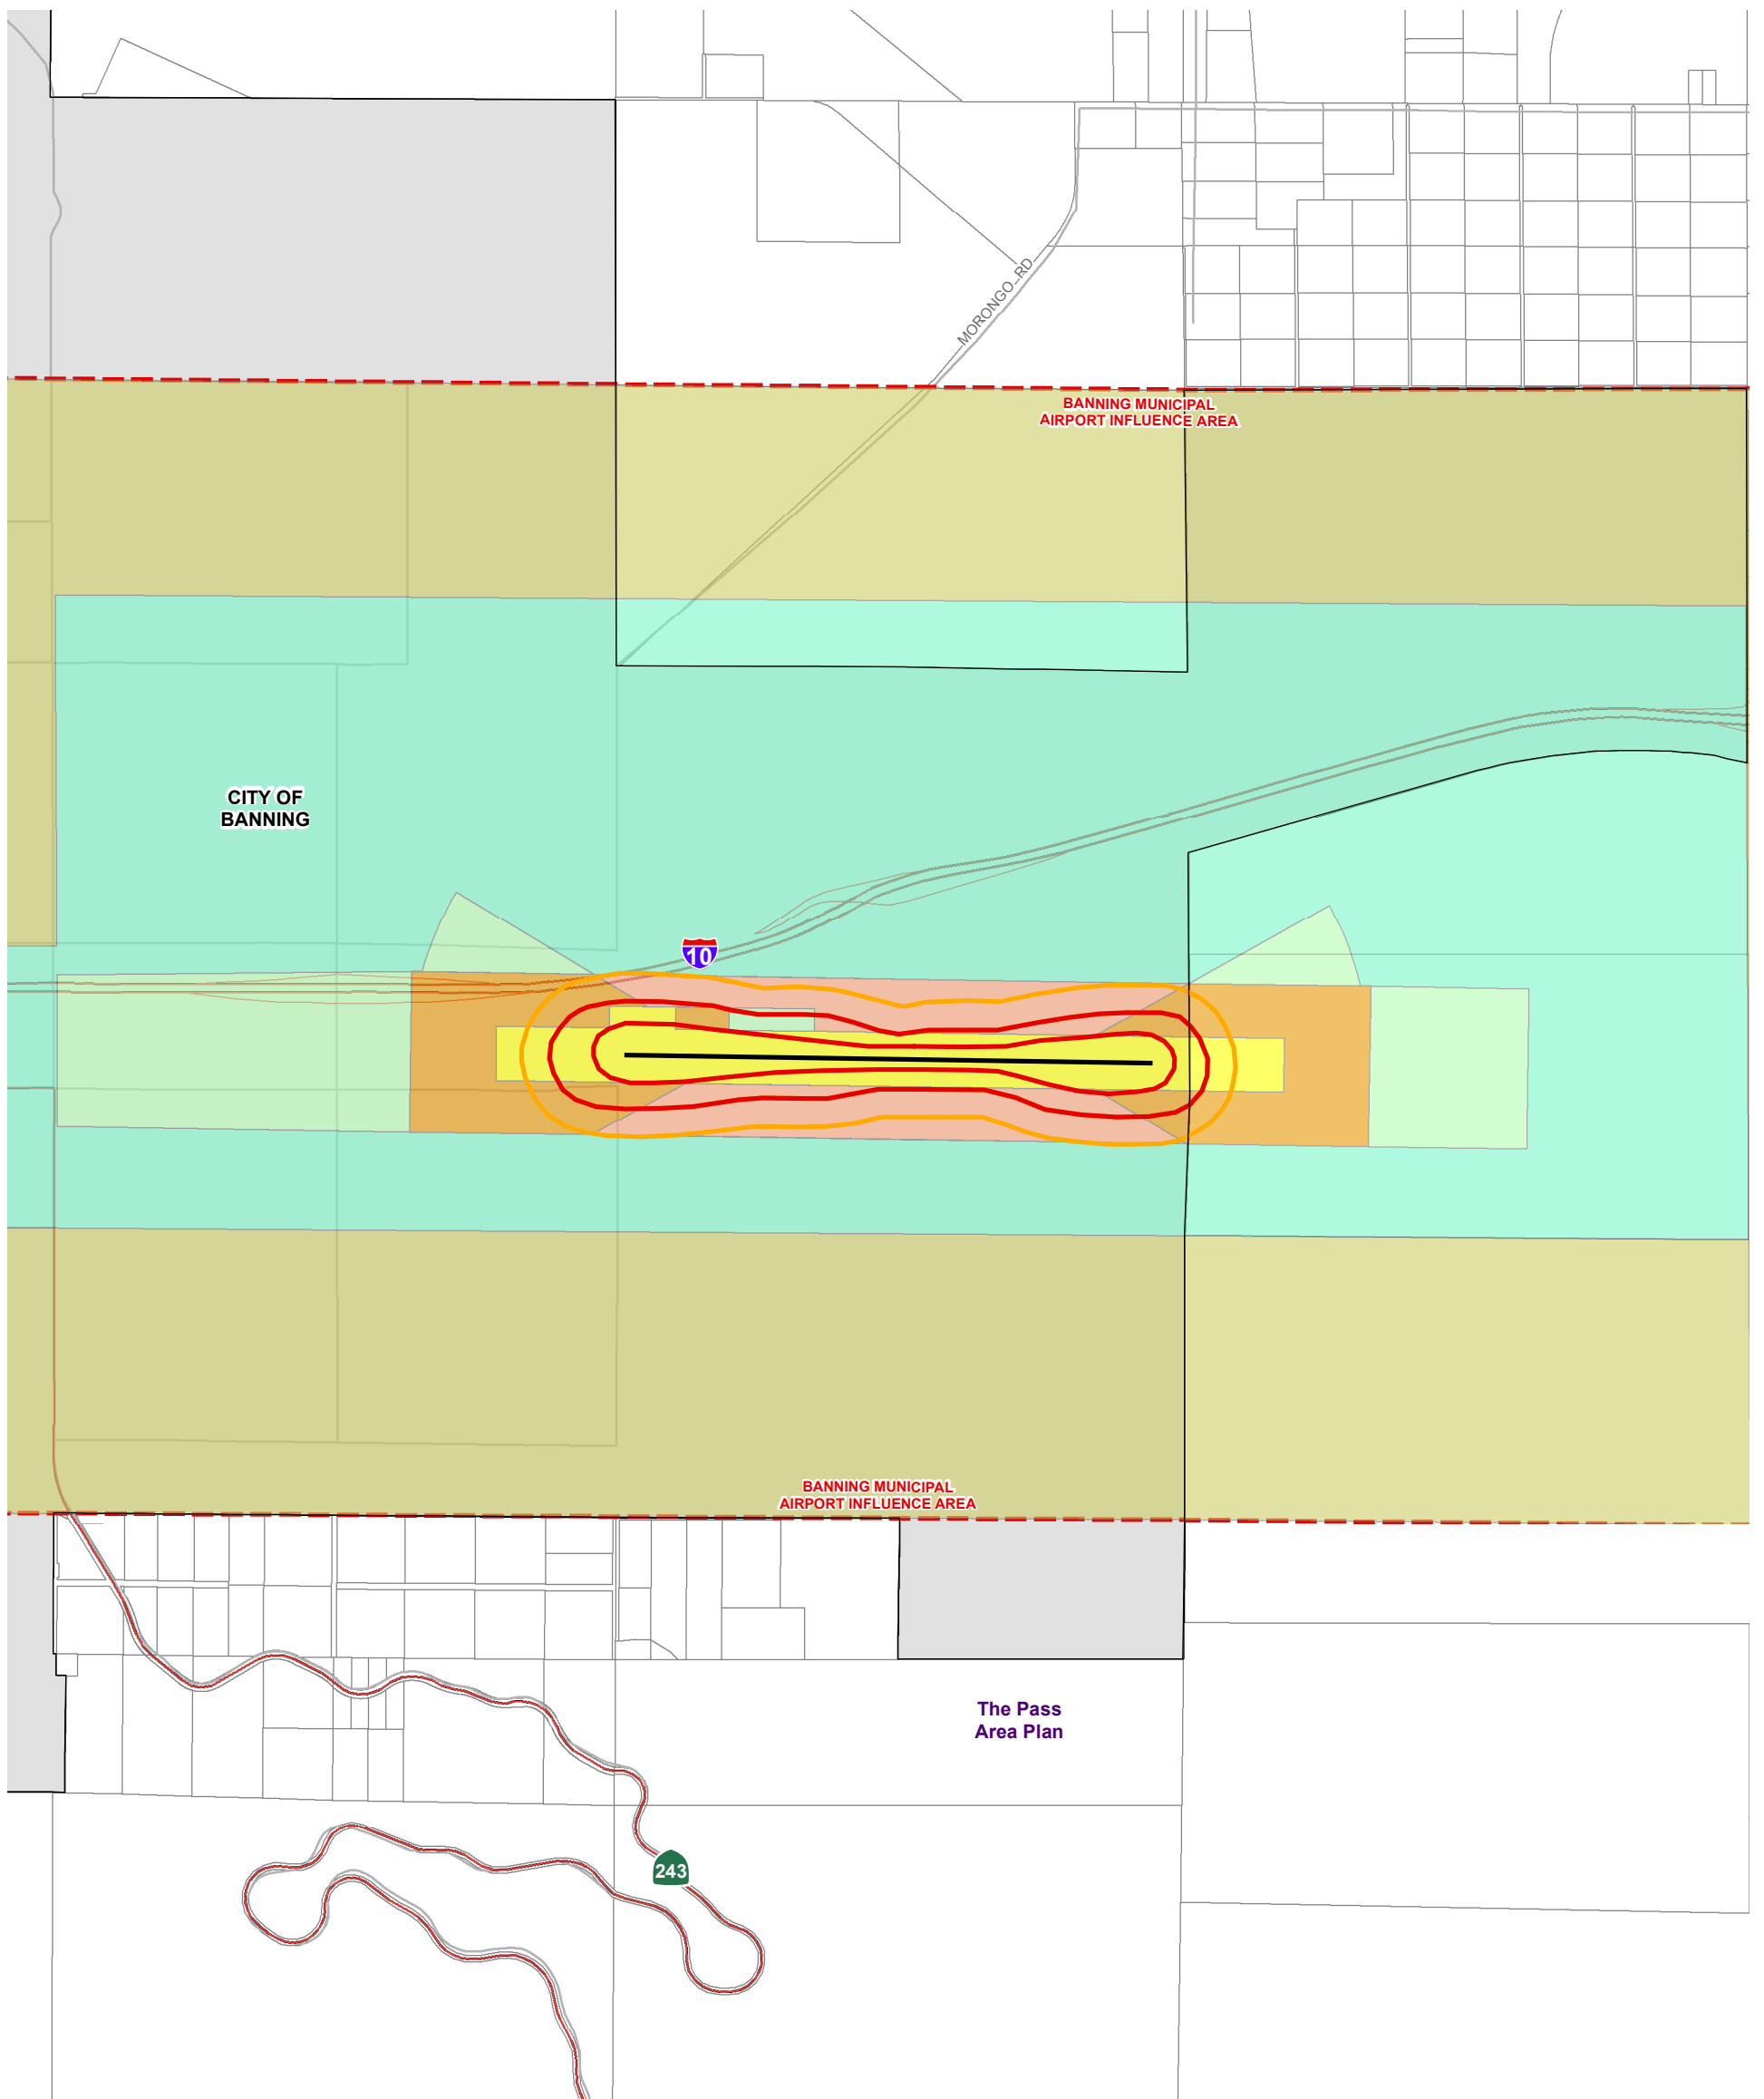 MORONGO RD
BANNING MUNICIPAL
AIRPORT INFLUENCE AREA
CITY OF
BANNING
10
BANNING MUNICIPAL
AIRPORT INFLUENCE AREA
The Pass
Area Plan
243